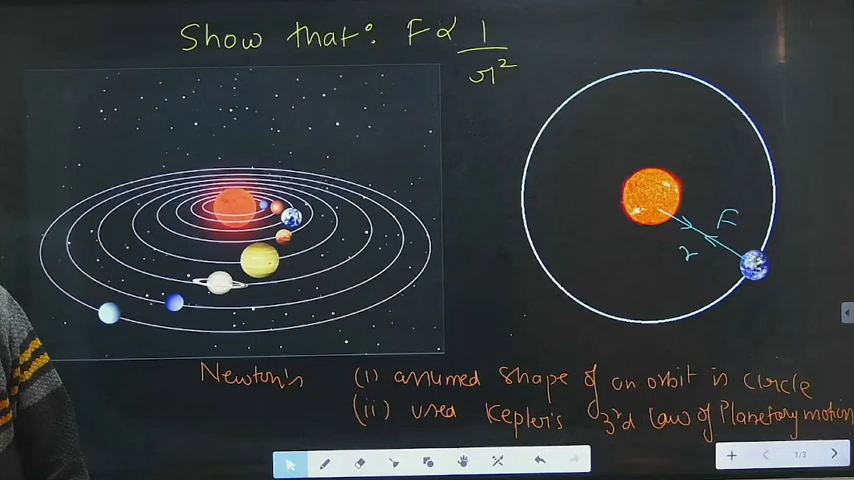 Show that: F ∝ 1/r²
F
r
Newton's (i) assumed shape of an orbit is circle
(ii) used Kepler's 3rd law of Planetary motion
1/3